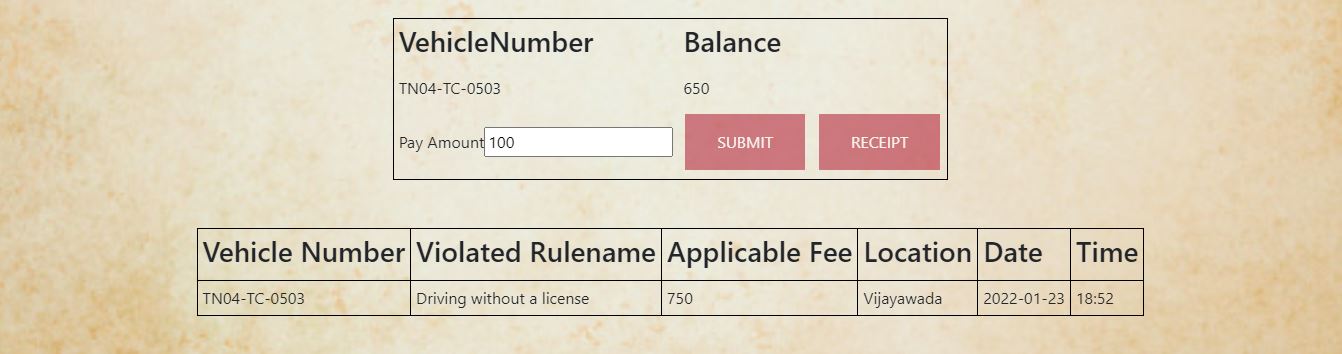 VehicleNumber Balance
TN04-TC-0503 650
Pay Amount 100 SUBMIT RECEIPT
Vehicle Number Violated Rulename Applicable Fee Location Date Time
TN04-TC-0503 Driving without a license 750 Vijayawada 2022-01-23 18:52